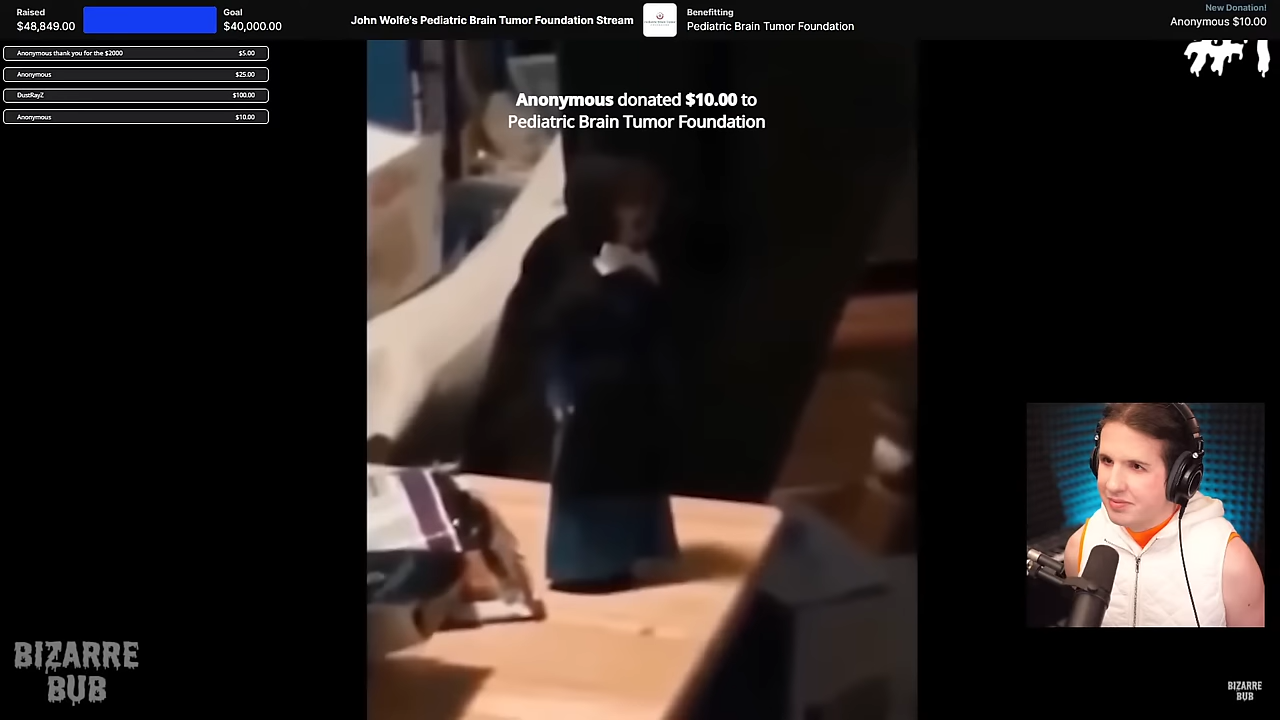 Raised
$48,849.00
Goal
$40,000.00
John Wolfe's Pediatric Brain Tumor Foundation Stream
Benefitting
Pediatric Brain Tumor Foundation
New Donation!
Anonymous $10.00
Anonymous thank you for the $2000 $5.00
Anonymous $25.00
DustRayZ $100.00
Anonymous $10.00
Anonymous donated $10.00 to
Pediatric Brain Tumor Foundation
BIZARRE
BUB
BIZARRE
BUB